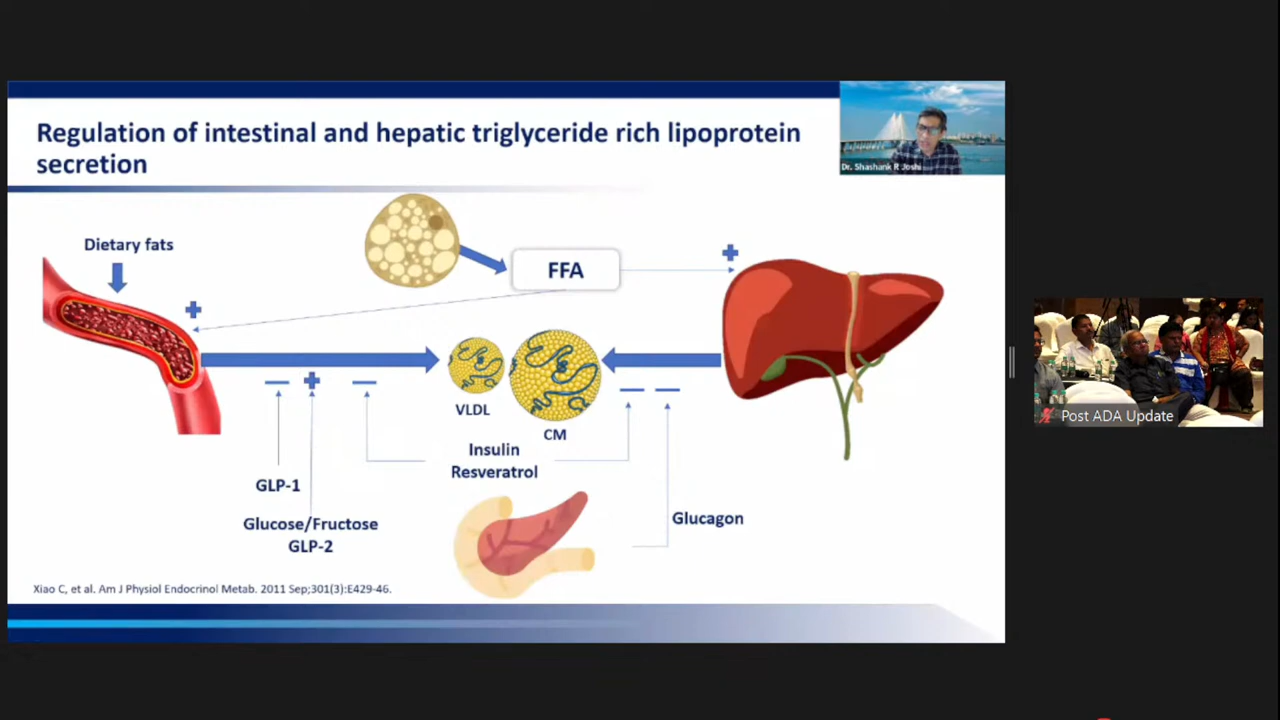 Regulation of intestinal and hepatic triglyceride rich lipoprotein
secretion
Dr. Shashank R Joshi
Dietary fats
FFA
VLDL
CM
Insulin
Resveratrol
GLP-1
Glucose/Fructose
GLP-2
Glucagon
Xiao C, et al. Am J Physiol Endocrinol Metab. 2011 Sep;301(3):E429-46.
Post ADA Update